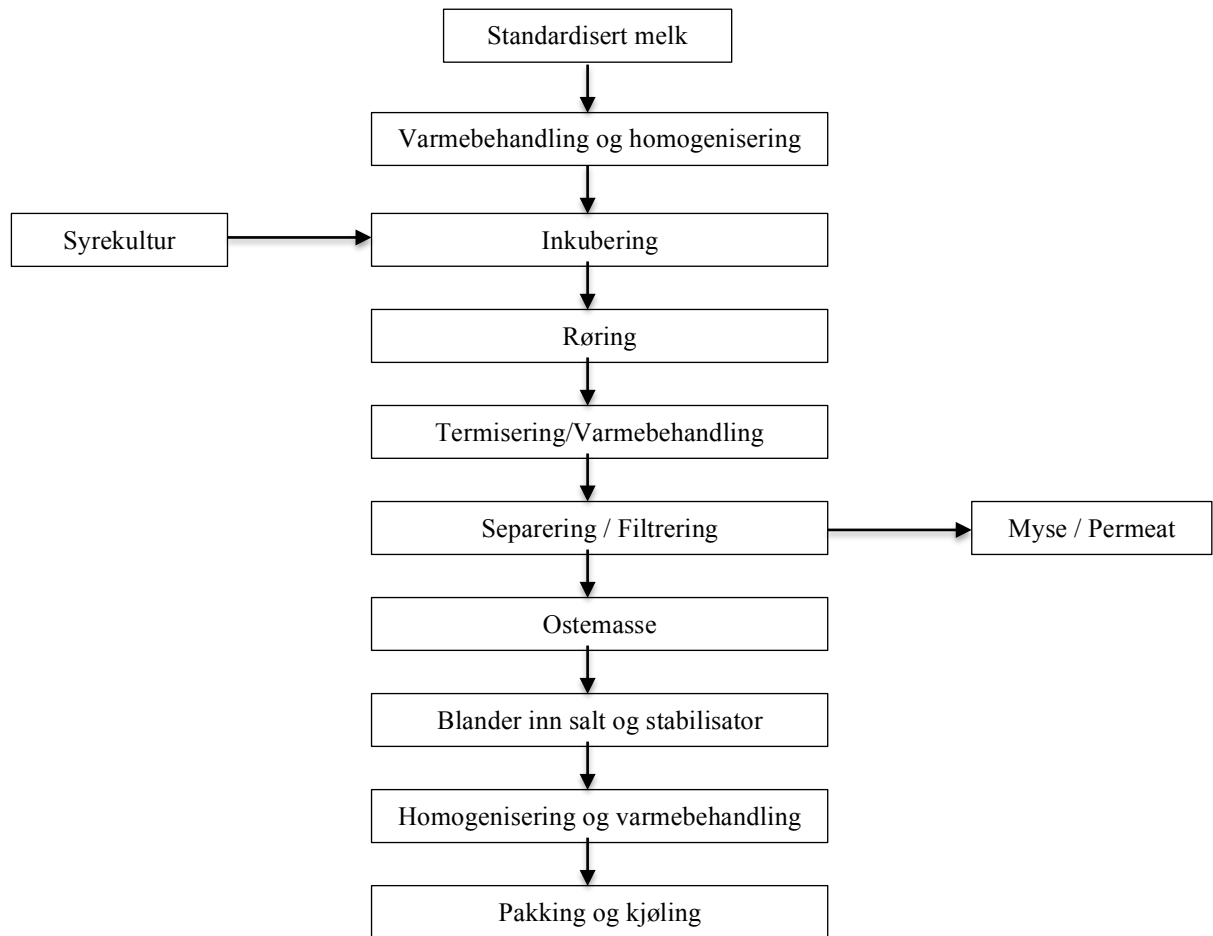 Standardisert melk
Varmebehandling og homogenisering
Syrekultur
Inkubering
Røring
Termisering/Varmebehandling
Separering / Filtrering
Myse / Permeat
Ostemasse
Blander inn salt og stabilisator
Homogenisering og varmebehandling
Pakking og kjøling